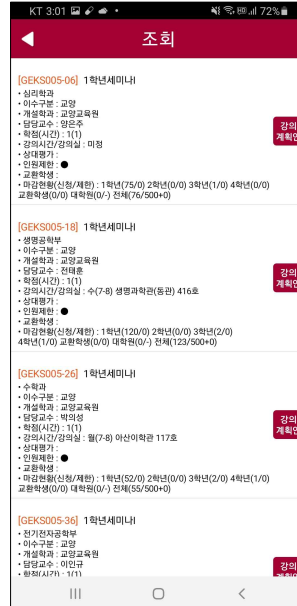 KT 3:01 72%
조회
[GEKS005-06] 1학년세미나I
• 심리학과
• 이수구분 : 교양
• 개설학과 : 교양교육원
• 담당교수 : 양은주
• 학점(시간) : 1(1)
• 강의시간/강의실 : 미정
• 상대평가 :
• 인원제한 : ●
• 교환학생 :
• 마감현황(신청/제한) : 1학년(75/0) 2학년(0/0) 3학년(1/0) 4학년(0/0)
교환학생(0/0) 대학원(0/-) 전체(76/500+0)
강의
계획안
[GEKS005-18] 1학년세미나I
• 생명공학부
• 이수구분 : 교양
• 개설학과 : 교양교육원
• 담당교수 : 전태훈
• 학점(시간) : 1(1)
• 강의시간/강의실 : 수(7-8) 생명과학관(동관) 416호
• 상대평가 :
• 인원제한 : ●
• 교환학생 :
• 마감현황(신청/제한) : 1학년(120/0) 2학년(0/0) 3학년(2/0)
4학년(1/0) 교환학생(0/0) 대학원(0/-) 전체(123/500+0)
강의
계획안
[GEKS005-26] 1학년세미나I
• 수학과
• 이수구분 : 교양
• 개설학과 : 교양교육원
• 담당교수 : 박의성
• 학점(시간) : 1(1)
• 강의시간/강의실 : 월(7-8) 아산이학관 117호
• 상대평가 :
• 인원제한 : ●
• 교환학생 :
• 마감현황(신청/제한) : 1학년(52/0) 2학년(0/0) 3학년(2/0) 4학년(1/0)
교환학생(0/0) 대학원(0/-) 전체(55/500+0)
강의
계획안
[GEKS005-36] 1학년세미나I
• 전기전자공학부
• 이수구분 : 교양
• 개설학과 : 교양교육원
• 담당교수 : 이인규
• 학점(시간) : 1(1)
강의
계획안